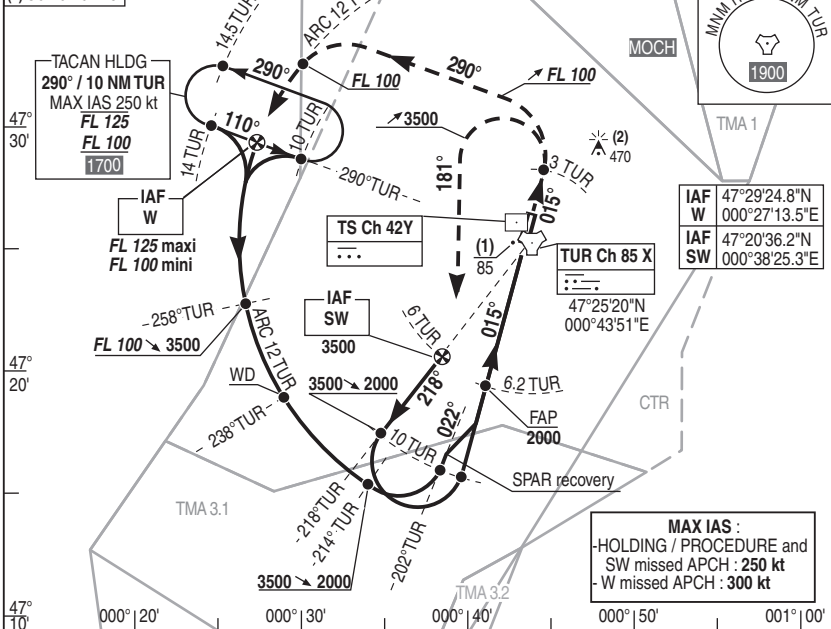 14.5 TUR
ARC 12 T
MNM
TUR
1900
MOCH
TMA 1
TACAN HLDG
290° / 10 NM TUR
MAX IAS 250 kt
FL 125
FL 100
1700
290°
FL 100
290°
FL 100
3500
110°
10 TUR
14 TUR
290°TUR
47°
30'
IAF
W
FL 125 maxi
FL 100 mini
181°
3 TUR
015°
(2)
470
TS Ch 42Y
(1)
85
TUR Ch 85 X
47°25'20"N
000°43'51"E
IAF
W
47°29'24.8"N
000°27'13.5"E
IAF
SW
47°20'36.2"N
000°38'25.3"E
258°TUR
FL 100 3500
ARC 12 TUR
IAF
SW
3500
6 TUR
015°
47°
20'
WD
3500 2000
218°
022°
6.2 TUR
FAP
2000
CTR
238°TUR
10 TUR
SPAR recovery
TMA 3.1
218°TUR
214° TUR
202°TUR
3500 2000
TMA 3.2
MAX IAS :
-HOLDING / PROCEDURE and
SW missed APCH : 250 kt
- W missed APCH : 300 kt
47°
10'
000° 20'
000° 30'
000° 40'
000° 50'
001° 00'